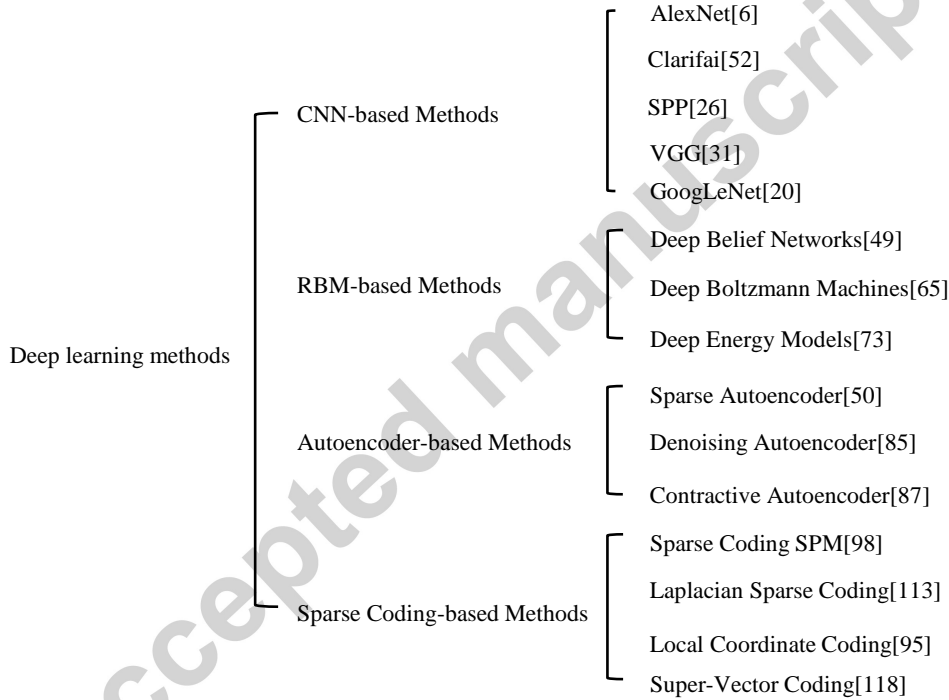 AlexNet[6]
Clarifai[52]
CNN-based Methods
SPP[26]
VGG[31]
GoogLeNet[20]
Deep Belief Networks[49]
RBM-based Methods
Deep Boltzmann Machines[65]
Deep Energy Models[73]
Deep learning methods
Sparse Autoencoder[50]
Autoencoder-based Methods
Denoising Autoencoder[85]
Contractive Autoencoder[87]
Sparse Coding SPM[98]
Laplacian Sparse Coding[113]
Sparse Coding-based Methods
Local Coordinate Coding[95]
Super-Vector Coding[118]
ccepted manuscrip